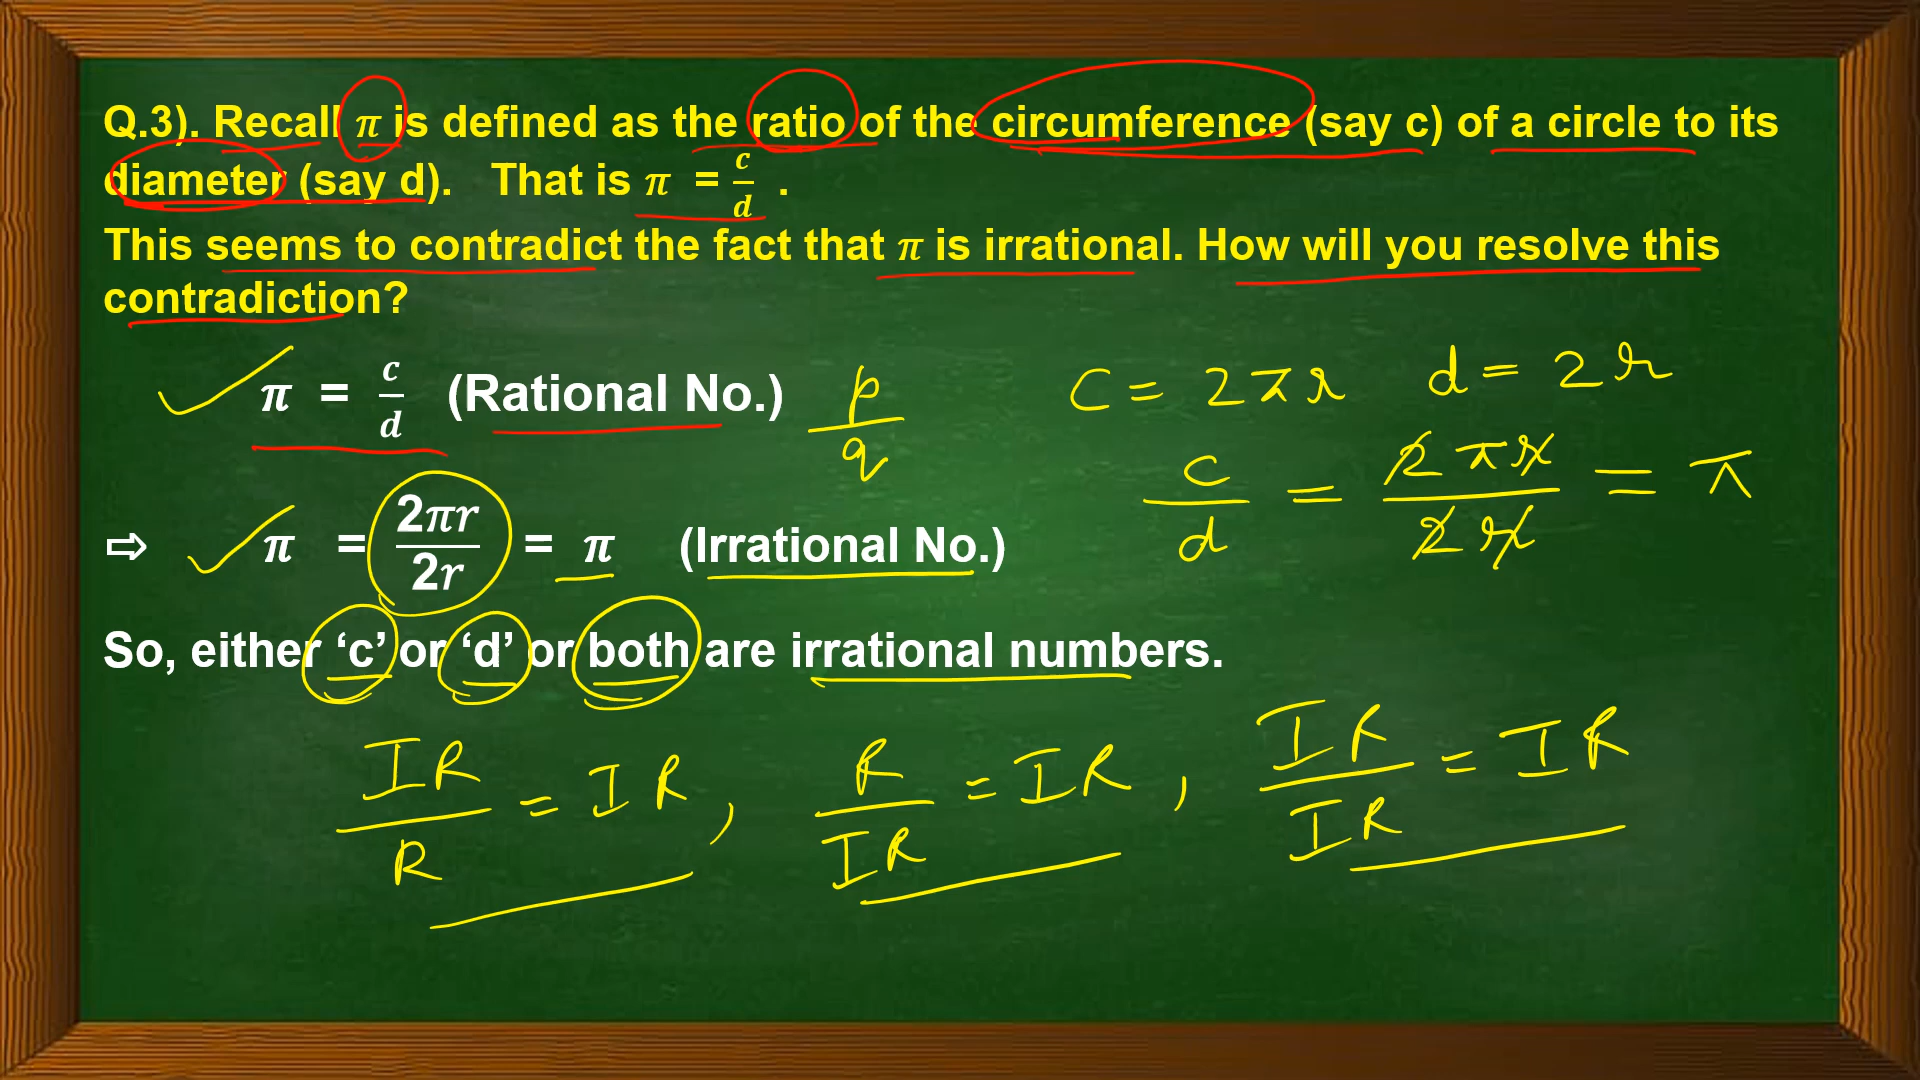 Q.3). Recall π is defined as the ratio of the circumference (say c) of a circle to its
diameter (say d). That is π = c/d .
This seems to contradict the fact that π is irrational. How will you resolve this
contradiction?
π = c/d (Rational No.) p/q
C = 2πr d = 2r
c/d = 2πr/2r = π
⇨ π = 2πr/2r = π (Irrational No.)
So, either ‘c’ or ‘d’ or both are irrational numbers.
IR/R = IR, R/IR = IR, IR/IR = IR